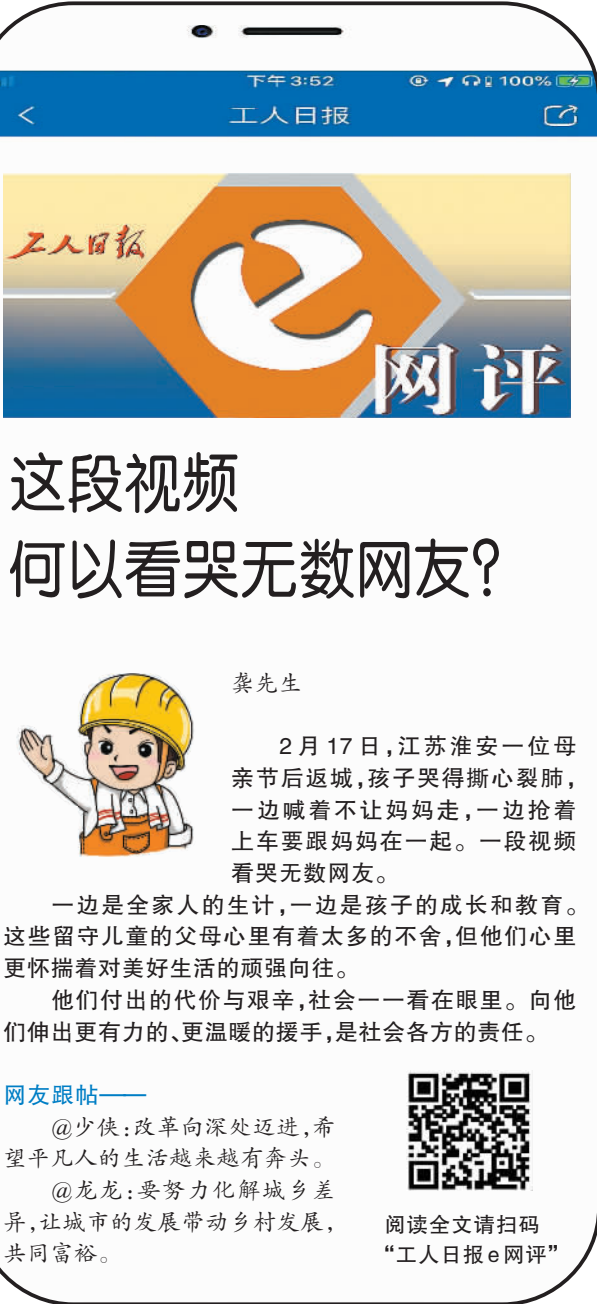 下午3:52
100%
工人日报
工人日报
e
网评
这段视频
何以看哭无数网友?
龚先生
2月17日,江苏淮安一位母
亲节后返城,孩子哭得撕心裂肺,
一边喊着不让妈妈走,一边抢着
上车要跟妈妈在一起。一段视频
看哭无数网友。
一边是全家人的生计,一边是孩子的成长和教育。
这些留守儿童的父母心里有着太多的不舍,但他们心里
更怀揣着对美好生活的顽强向往。
他们付出的代价与艰辛,社会一一看在眼里。向他
们伸出更有力的、更温暖的援手,是社会各方的责任。
网友跟帖——
@少侠:改革向深处迈进,希
望平凡人的生活越来越有奔头。
@龙龙:要努力化解城乡差
异,让城市的发展带动乡村发展,
共同富裕。
阅读全文请扫码
“工人日报e网评”